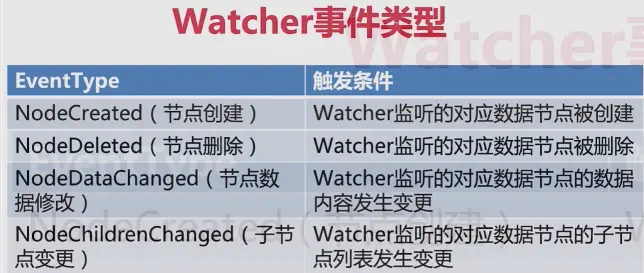 Watcher事件类型
EventType
触发条件
NodeCreated（节点创建）
Watcher监听的对应数据节点被创建
NodeDeleted（节点删除）
Watcher监听的对应数据节点被删除
NodeDataChanged（节点数
据修改）
Watcher监听的对应数据节点的数据
内容发生变更
NodeChildrenChanged（子节
点变更）
Watcher监听的对应数据节点的子节
点列表发生变更